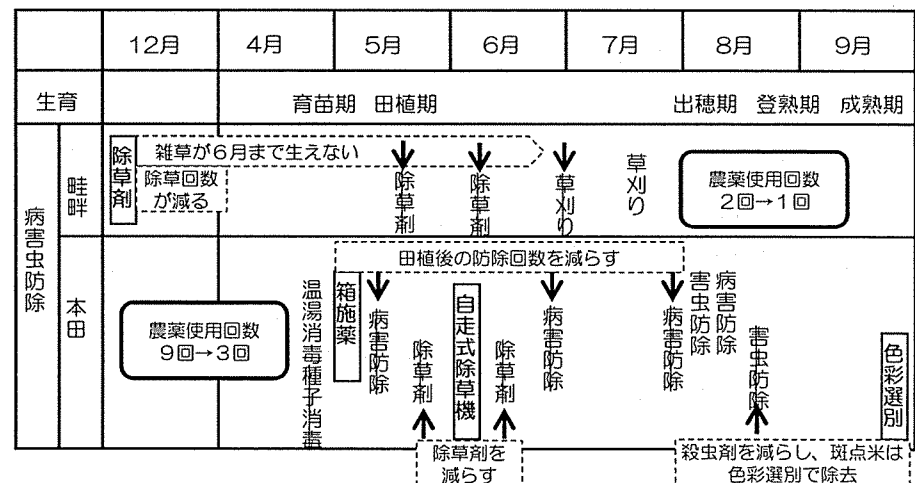 12月 4月 5月 6月 7月 8月 9月
生育 育苗期 田植期 出穂期 登熟期 成熟期
病害虫防除
畦畔
除草剤
雑草が6月まで生えない
除草回数
が減る
除草剤
除草剤
草刈り
草刈り
農薬使用回数
2回→1回
本田
田植後の防除回数を減らす
農薬使用回数
9回→3回
温湯消毒種子消毒
箱施薬
病害防除
除草剤
自走式除草機
除草剤
病害防除
病害防除
害虫防除
病害防除
害虫防除
色彩選別
除草剤を
減らす
殺虫剤を減らし、斑点米は
色彩選別で除去